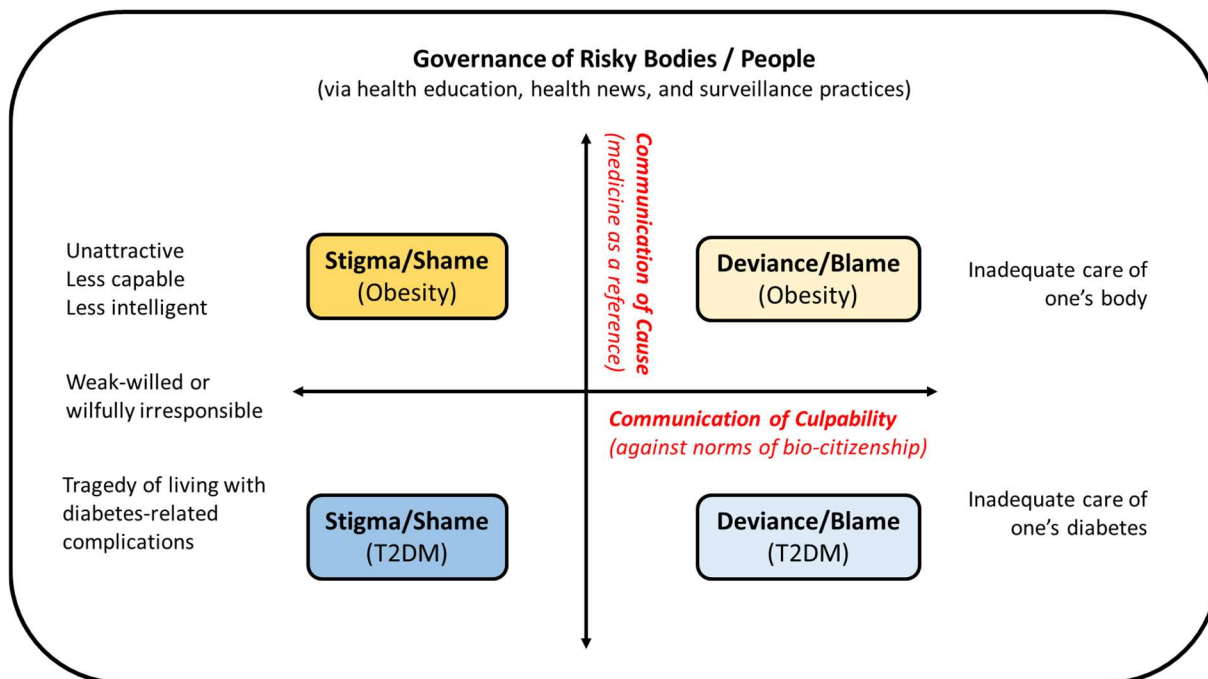 Governance of Risky Bodies / People
(via health education, health news, and surveillance practices)
Communication of Cause
(medicine as a reference)
Unattractive
Less capable
Less intelligent
Stigma/Shame
(Obesity)
Deviance/Blame
(Obesity)
Inadequate care of
one's body
Weak-willed or
wilfully irresponsible
Communication of Culpability
(against norms of bio-citizenship)
Tragedy of living with
diabetes-related
complications
Stigma/Shame
(T2DM)
Deviance/Blame
(T2DM)
Inadequate care of
one's diabetes